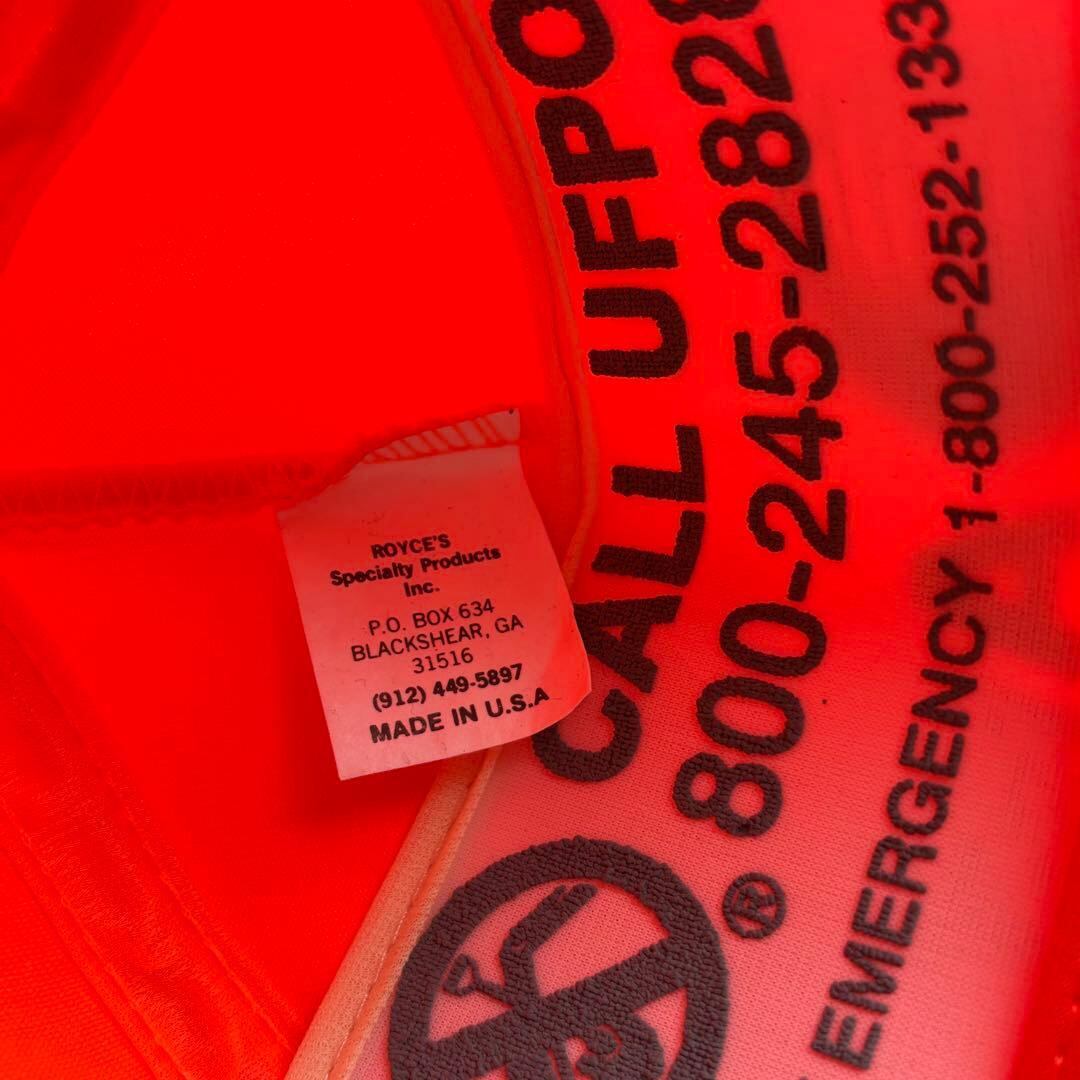 ROYCE'S
Specialty Products
Inc.
P.O. BOX 634
BLACKSHEAR, GA
31516
(912) 449-5897
MADE IN U.S.A
CALL UFPO
800-245-282
EMERGENCY 1-800-252-133
®